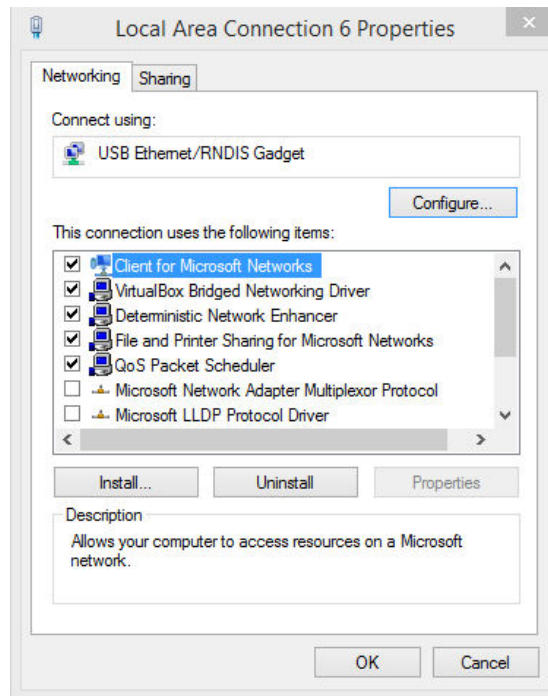 Local Area Connection 6 Properties
Networking
Sharing
Connect using:
USB Ethernet/RNDIS Gadget
Configure...
This connection uses the following items:
Client for Microsoft Networks
VirtualBox Bridged Networking Driver
Deterministic Network Enhancer
File and Printer Sharing for Microsoft Networks
QoS Packet Scheduler
Microsoft Network Adapter Multiplexor Protocol
Microsoft LLDP Protocol Driver
Install...
Uninstall
Properties
Description
Allows your computer to access resources on a Microsoft
network.
OK
Cancel